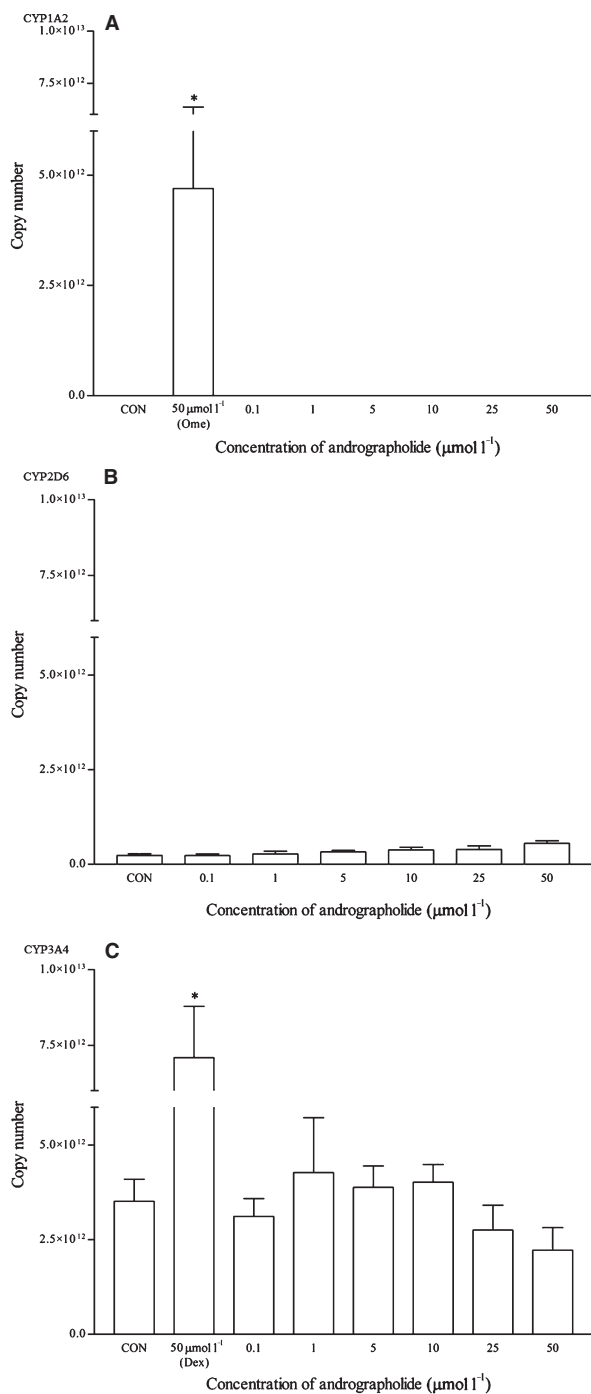 CYP1A2
A
1.0×10¹³
7.5×10¹²
*
5.0×10¹²
Copy number
2.5×10¹²
0.0
CON 50 μmol l⁻¹ 0.1 1 5 10 25 50
(Ome)
Concentration of andrographolide (μmol l⁻¹)
CYP2D6
B
1.0×10¹³
7.5×10¹²
5.0×10¹²
Copy number
2.5×10¹²
0.0
CON 0.1 1 5 10 25 50
Concentration of andrographolide (μmol l⁻¹)
CYP3A4
C
1.0×10¹³
*
7.5×10¹²
5.0×10¹²
Copy number
2.5×10¹²
0.0
CON 50 μmol l⁻¹ 0.1 1 5 10 25 50
(Dex)
Concentration of andrographolide (μmol l⁻¹)